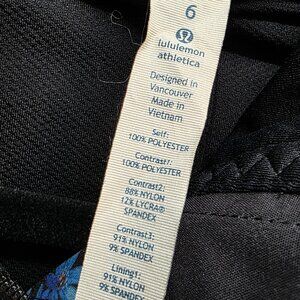 6
lululemon
athletica
Designed in
Vancouver
Made in
Vietnam
Self:
100% POLYESTER
Contrast1:
100% POLYESTER
Contrast2:
88% NYLON
12% LYCRA®
SPANDEX
Contrast3:
91% NYLON
9% SPANDEX
Lining1:
91% NYLON
9% SPANDEX